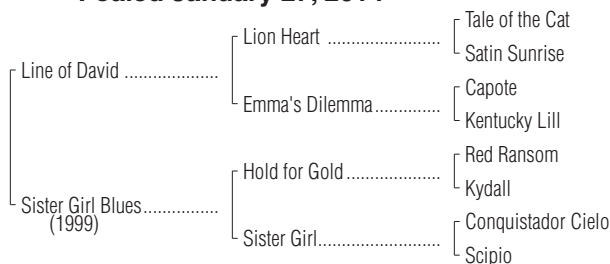 Tale of the Cat
Lion Heart ........................
Satin Sunrise
Line of David ....................
Capote
Emma's Dilemma ................
Kentucky Lill
Red Ransom
Hold for Gold ....................
Kydall
Sister Girl Blues ................
(1999)
Conquistador Cielo
Sister Girl ........................
Scipio